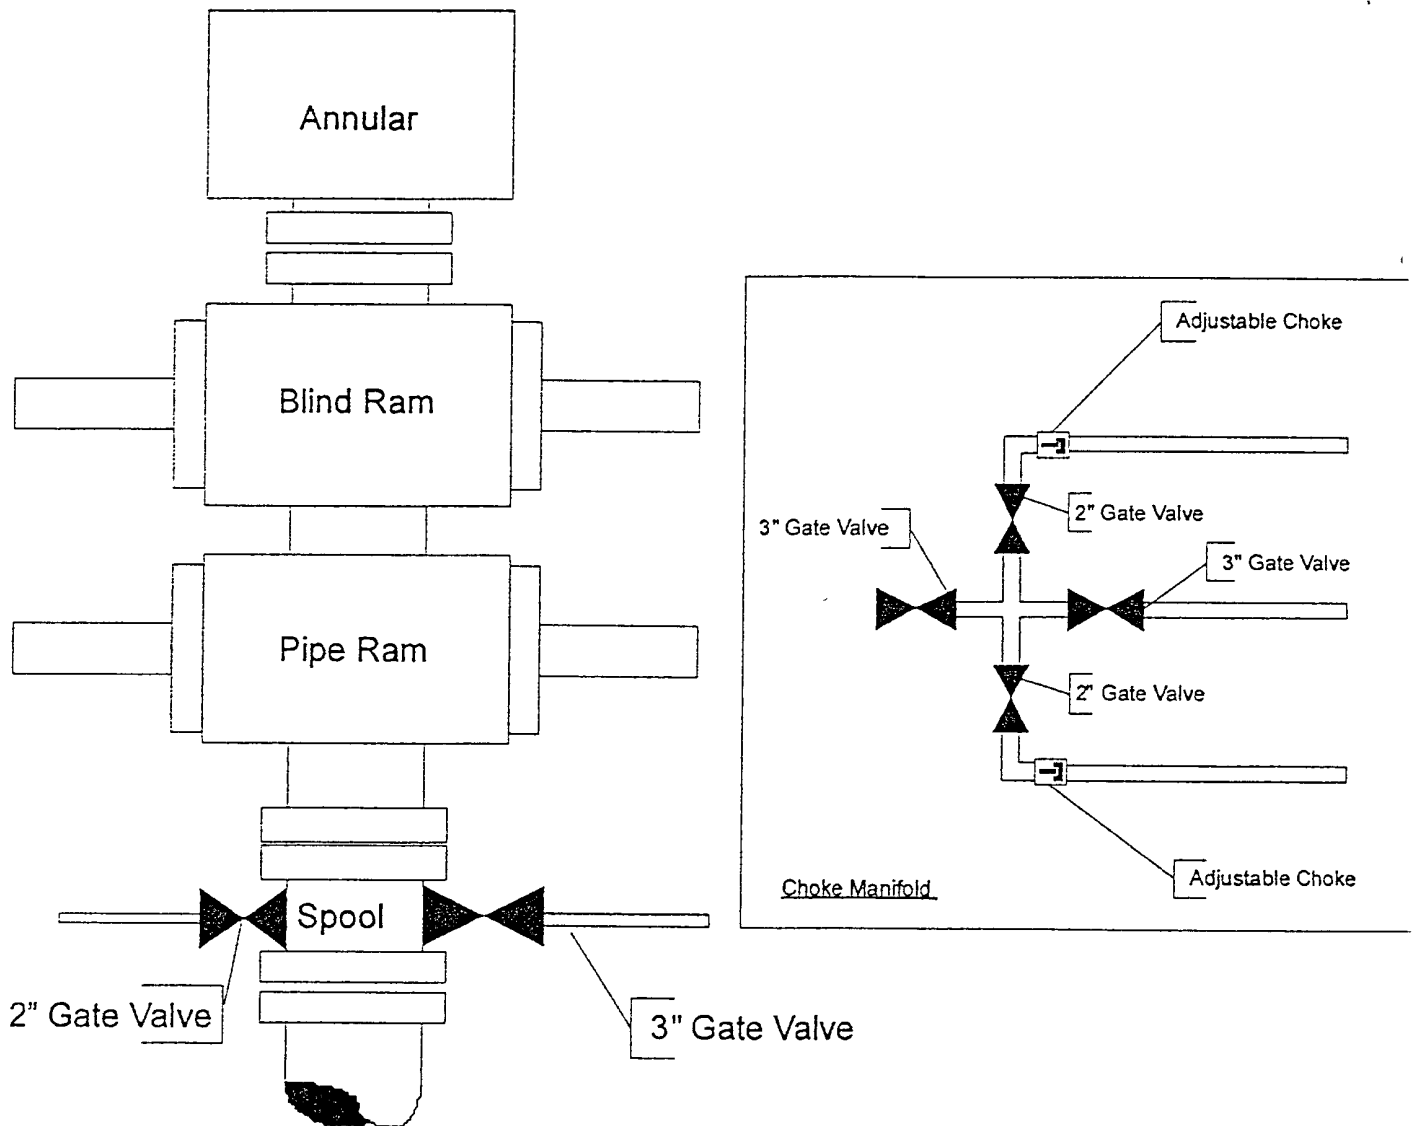 Annular
Blind Ram
Pipe Ram
Spool
2" Gate Valve
3" Gate Valve
Adjustable Choke
2" Gate Valve
3" Gate Valve
3" Gate Valve
2" Gate Valve
Adjustable Choke
Choke Manifold